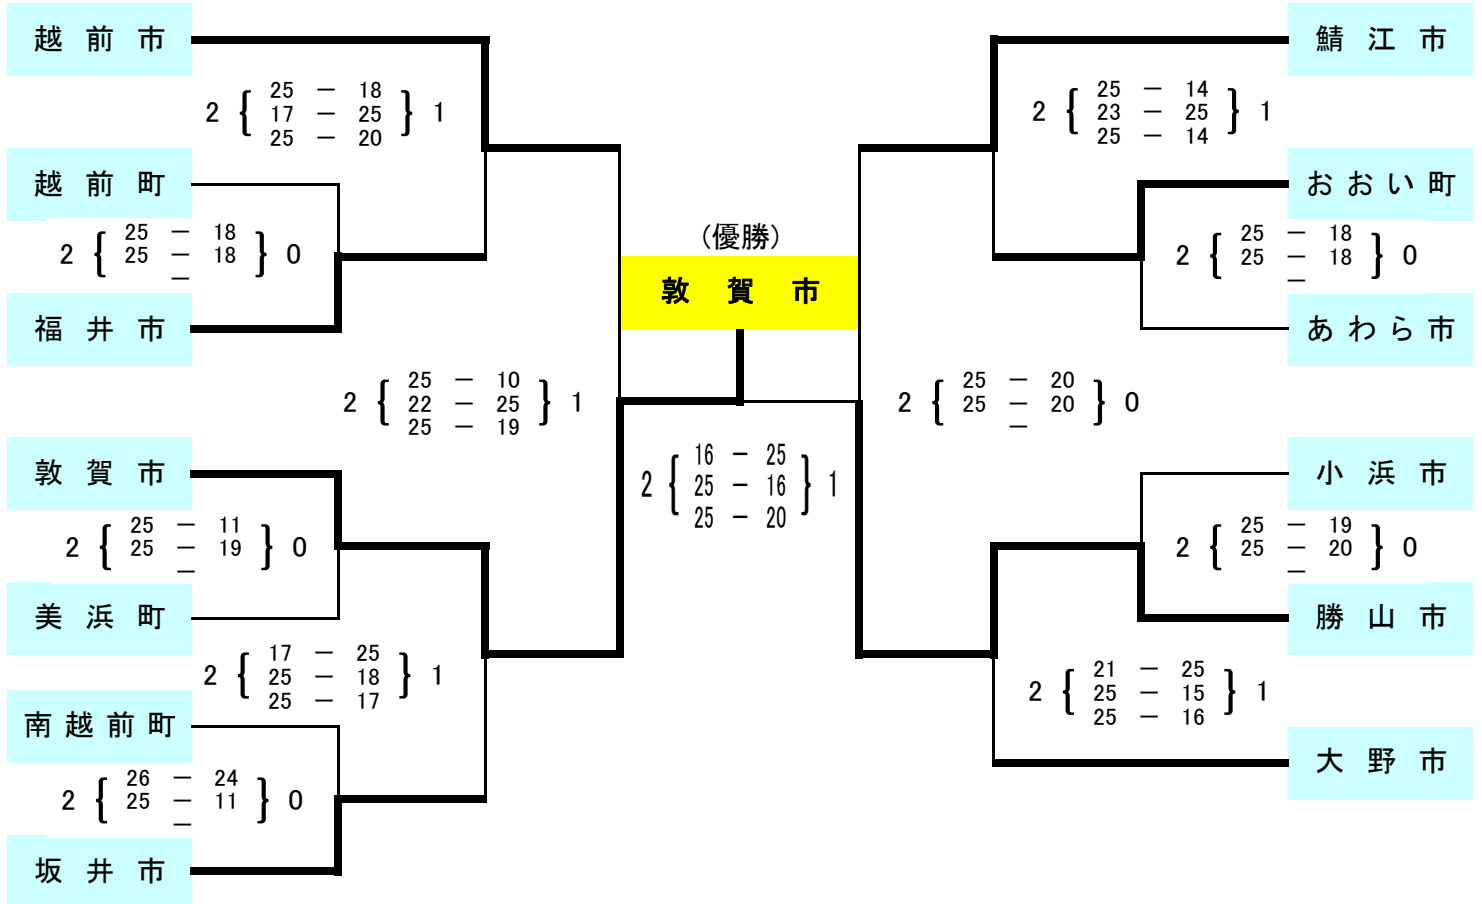 越前市
2 { 25 － 18 } 1
17 － 25
25 － 20
越前町
2 { 25 － 18 } 0
25 － 18
－
福井市
2 { 25 － 10 } 1
22 － 25
25 － 19
敦賀市
2 { 25 － 11 } 0
25 － 19
－
美浜町
2 { 17 － 25 } 1
25 － 18
25 － 17
南越前町
2 { 26 － 24 } 0
25 － 11
－
坂井市
(優勝)
敦賀市
2 { 16 － 25 } 1
25 － 16
25 － 20
鯖江市
2 { 25 － 14 } 1
23 － 25
25 － 14
おおい町
2 { 25 － 18 } 0
25 － 18
－
あわら市
2 { 25 － 20 } 0
25 － 20
－
小浜市
2 { 25 － 19 } 0
25 － 20
－
勝山市
2 { 21 － 25 } 1
25 － 15
25 － 16
大野市